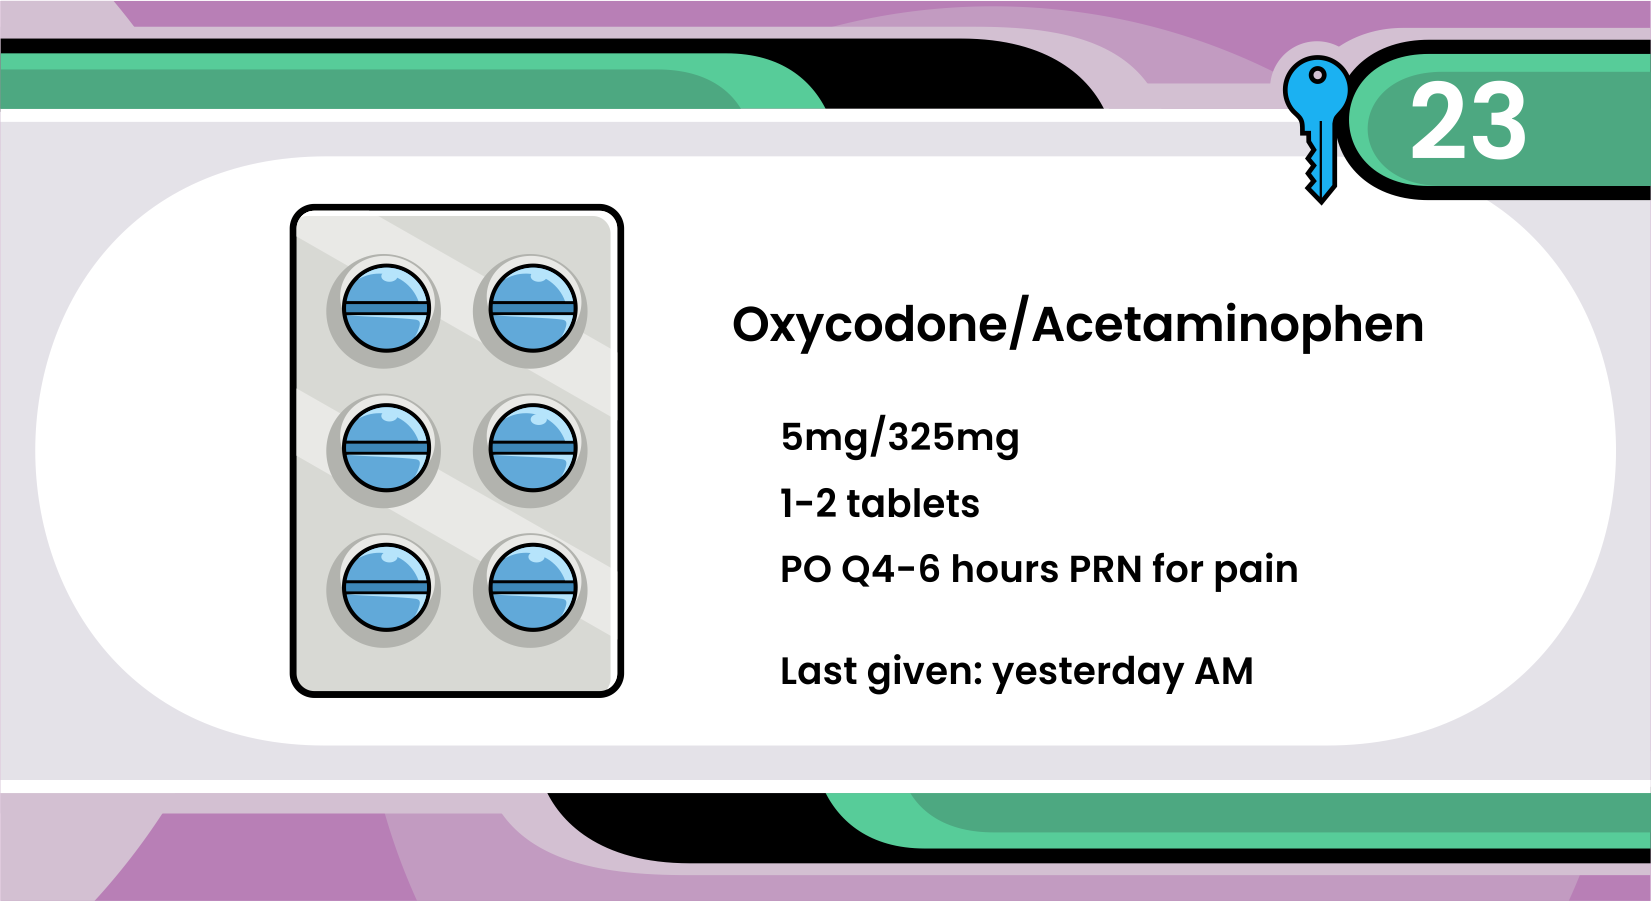 23
Oxycodone/Acetaminophen
5mg/325mg
1-2 tablets
PO Q4-6 hours PRN for pain
Last given: yesterday AM